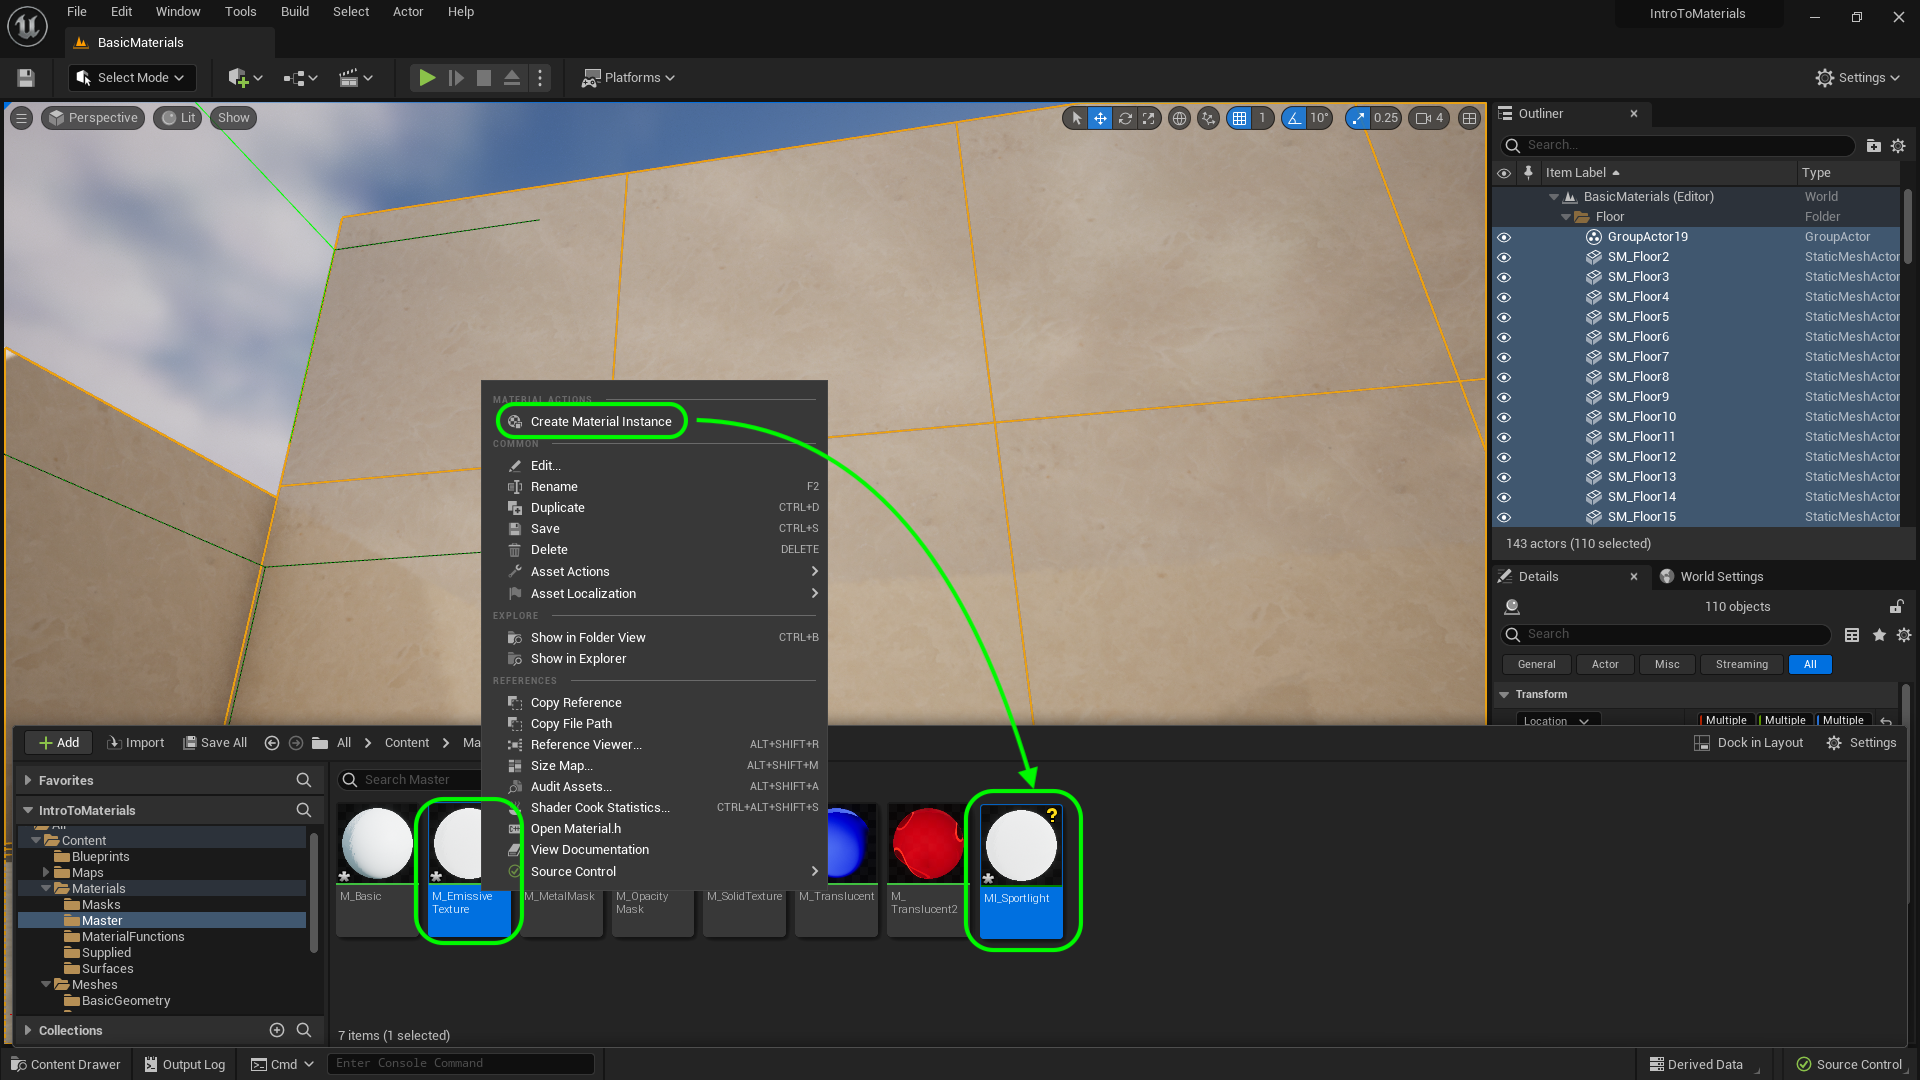 File Edit Window Tools Build Select Actor Help
IntroToMaterials
BasicMaterials
Select Mode
Platforms
Settings
Perspective Lit Show
1 10° 0.25 4
Outliner
Search...
Item Label Type
BasicMaterials (Editor) World
Floor Folder
GroupActor19 GroupActor
SM_Floor2 StaticMeshActor
SM_Floor3 StaticMeshActor
SM_Floor4 StaticMeshActor
SM_Floor5 StaticMeshActor
SM_Floor6 StaticMeshActor
SM_Floor7 StaticMeshActor
SM_Floor8 StaticMeshActor
SM_Floor9 StaticMeshActor
SM_Floor10 StaticMeshActor
SM_Floor11 StaticMeshActor
SM_Floor12 StaticMeshActor
SM_Floor13 StaticMeshActor
SM_Floor14 StaticMeshActor
SM_Floor15 StaticMeshActor
143 actors (110 selected)
Details World Settings
110 objects
Search
General Actor Misc Streaming All
Transform
Location Multiple Multiple Multiple
MATERIAL ACTIONS
Create Material Instance
COMMON
Edit...
Rename F2
Duplicate CTRL+D
Save CTRL+S
Delete DELETE
Asset Actions
Asset Localization
EXPLORE
Show in Folder View CTRL+B
Show in Explorer
REFERENCES
Copy Reference
Copy File Path
Reference Viewer... ALT+SHIFT+R
Size Map... ALT+SHIFT+M
Audit Assets... ALT+SHIFT+A
Shader Cook Statistics... CTRL+ALT+SHIFT+S
Open Material.h
View Documentation
Source Control
Add Import Save All All Content Ma
Dock in Layout Settings
Favorites
IntroToMaterials
All
Content
Blueprints
Maps
Materials
Masks
Master
MaterialFunctions
Supplied
Surfaces
Meshes
BasicGeometry
Collections
Search Master
M_Basic
M_Emissive
Texture
M_MetalMask
M_Opacity
Mask
M_SolidTexture
M_Translucent
M_
Translucent2
?
MI_Sportlight
7 items (1 selected)
Content Drawer Output Log Cmd Enter Console Command
Derived Data Source Control